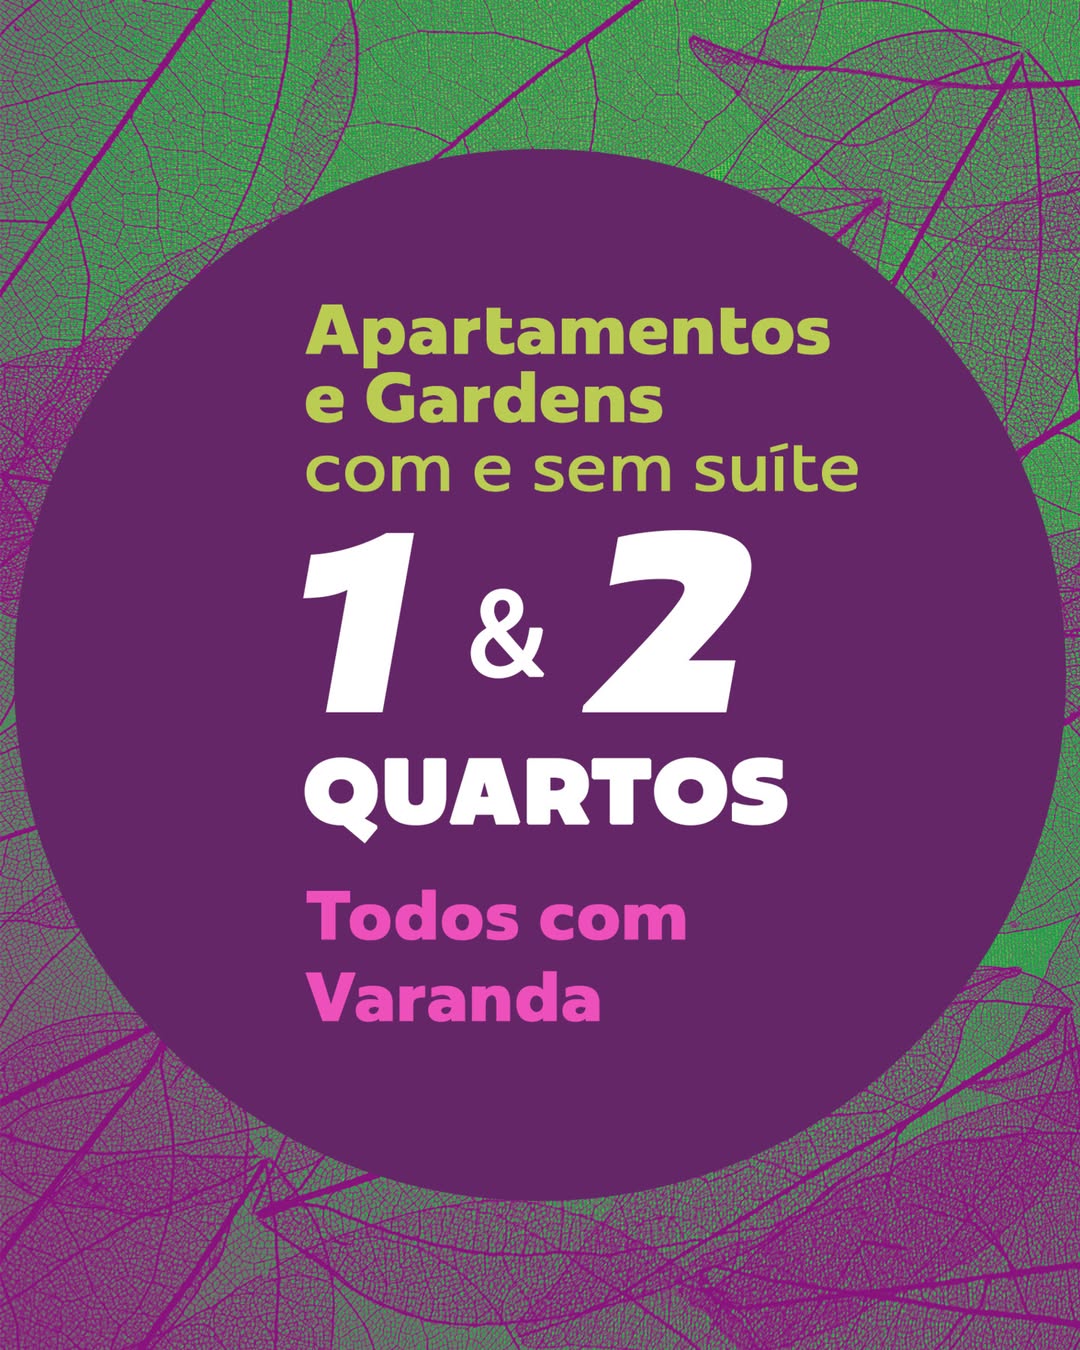 Apartamentos
e Gardens
com e sem suíte
1 & 2
QUARTOS
Todos com
Varanda